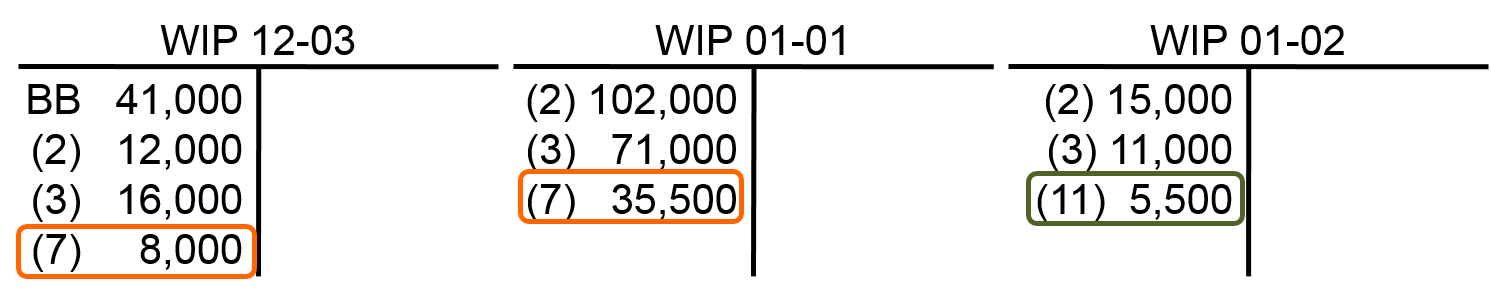 WIP 12-03
BB 41,000
(2) 12,000
(3) 16,000
(7) 8,000
WIP 01-01
(2) 102,000
(3) 71,000
(7) 35,500
WIP 01-02
(2) 15,000
(3) 11,000
(11) 5,500